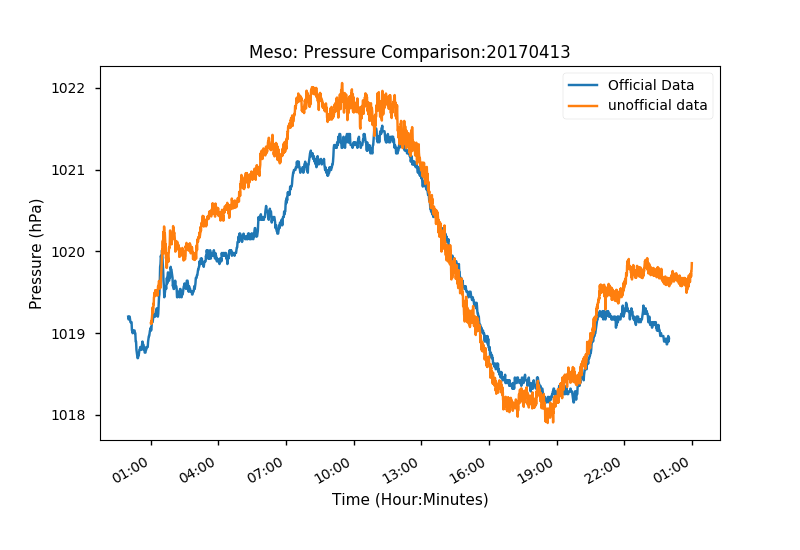 Meso: Pressure Comparison:20170413
Official Data
unofficial data
1022
1021
1020
1019
1018
Pressure (hPa)
01:00 04:00 07:00 10:00 13:00 16:00 19:00 22:00 01:00
Time (Hour:Minutes)